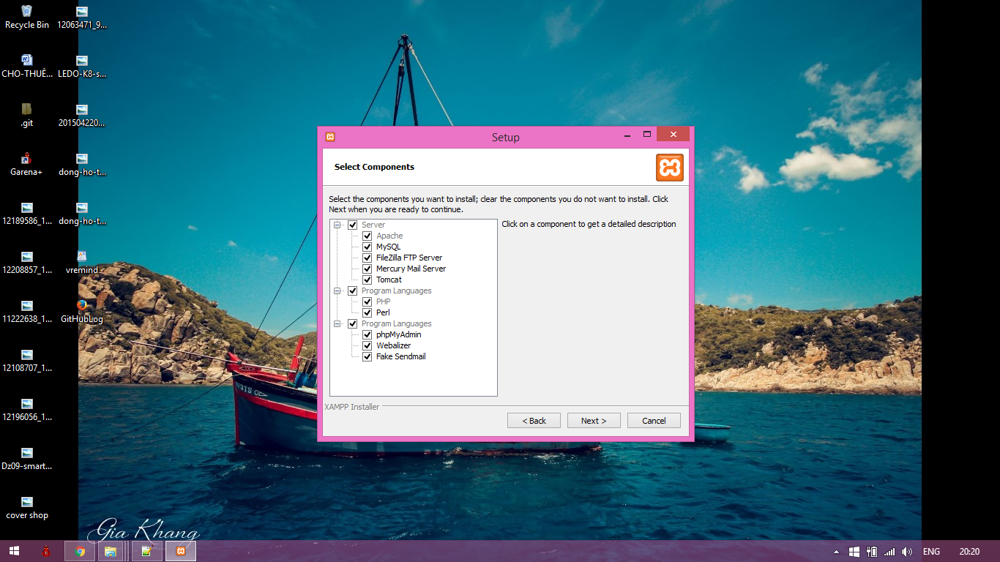 Recycle Bin
12063471_9...
CHO-THUÊ...
LEDO-K8-s...
.git
201504220...
Garena+
dong-ho-t...
12189586_1...
dong-ho-t...
12208857_1...
vremind
11222638_1...
GitHubLog
12108707_1...
12196056_1...
Dz09-smart...
cover shop
Setup
Select Components
Select the components you want to install; clear the components you do not want to install. Click
Next when you are ready to continue.
Server
Apache
MySQL
FileZilla FTP Server
Mercury Mail Server
Tomcat
Program Languages
PHP
Perl
Program Languages
phpMyAdmin
Webalizer
Fake Sendmail
Click on a component to get a detailed description
XAMPP Installer
< Back
Next >
Cancel
Gia Khang
ENG
20:20